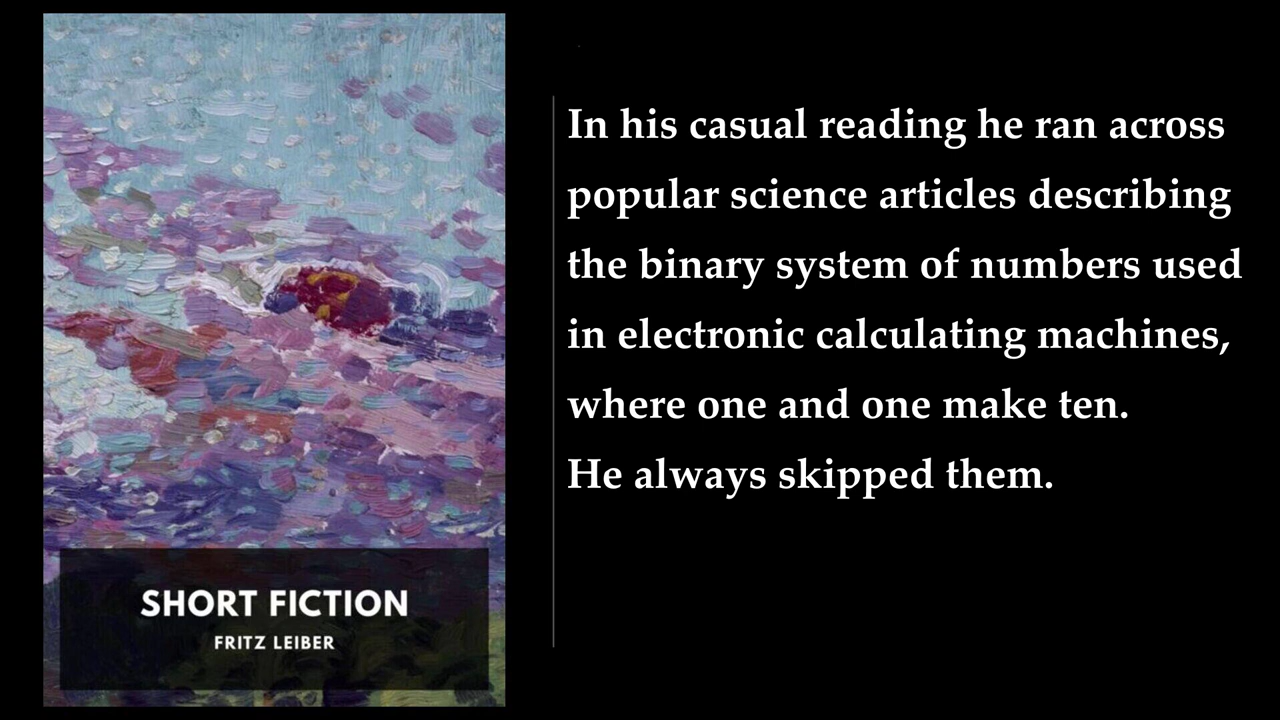 SHORT FICTION
FRITZ LEIBER
In his casual reading he ran across
popular science articles describing
the binary system of numbers used
in electronic calculating machines,
where one and one make ten.
He always skipped them.